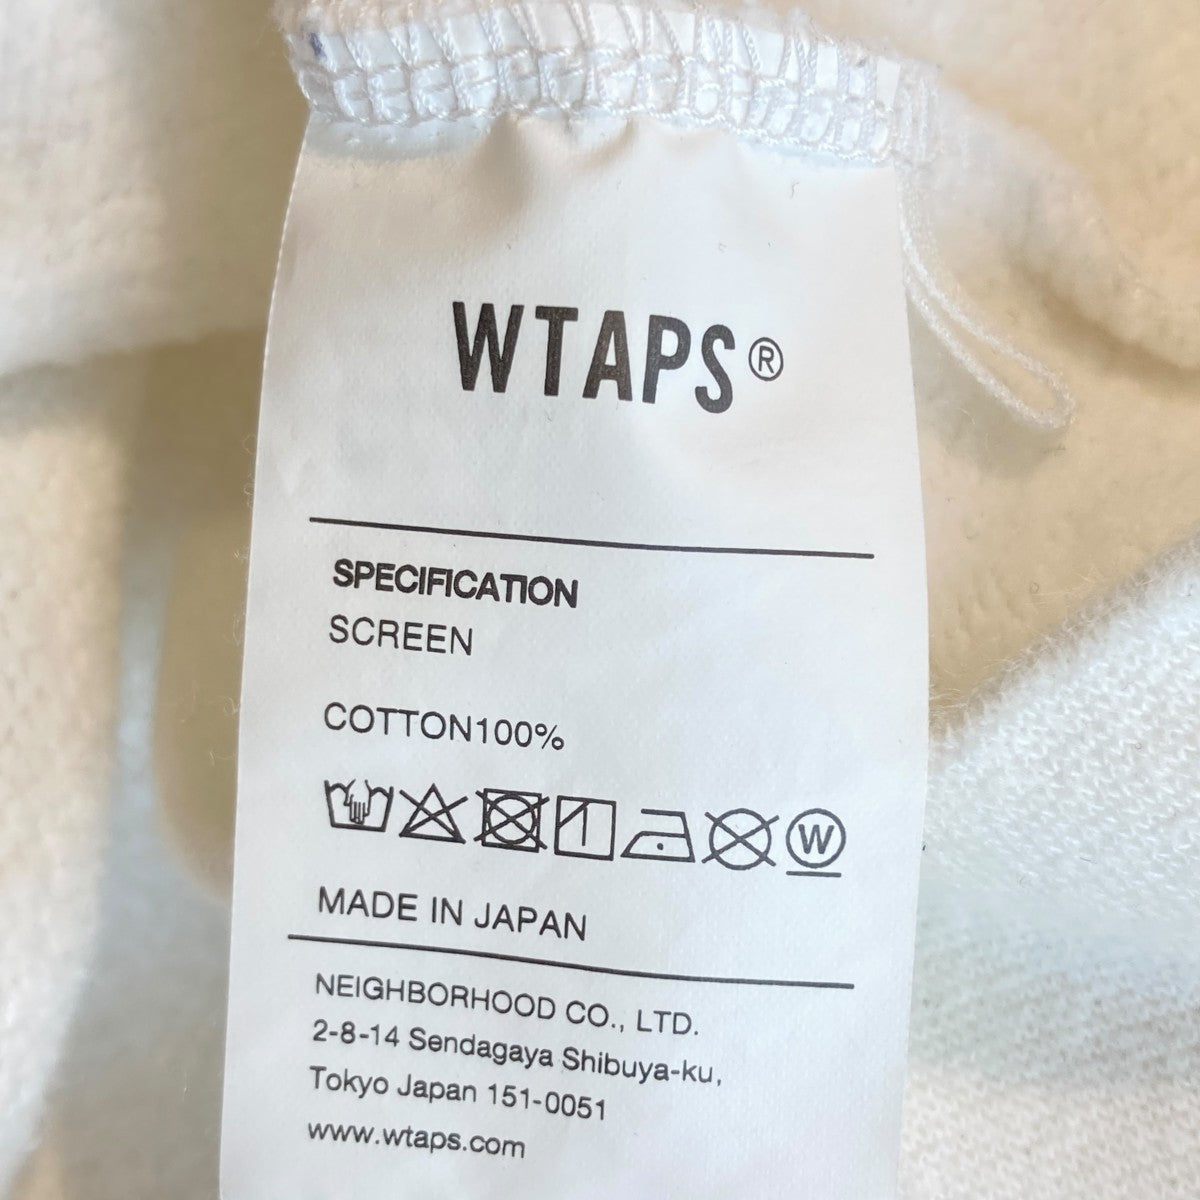 WTAPS®
SPECIFICATION
SCREEN
COTTON100%
W
MADE IN JAPAN
NEIGHBORHOOD CO., LTD.
2-8-14 Sendagaya Shibuya-ku,
Tokyo Japan 151-0051
www.wtaps.com